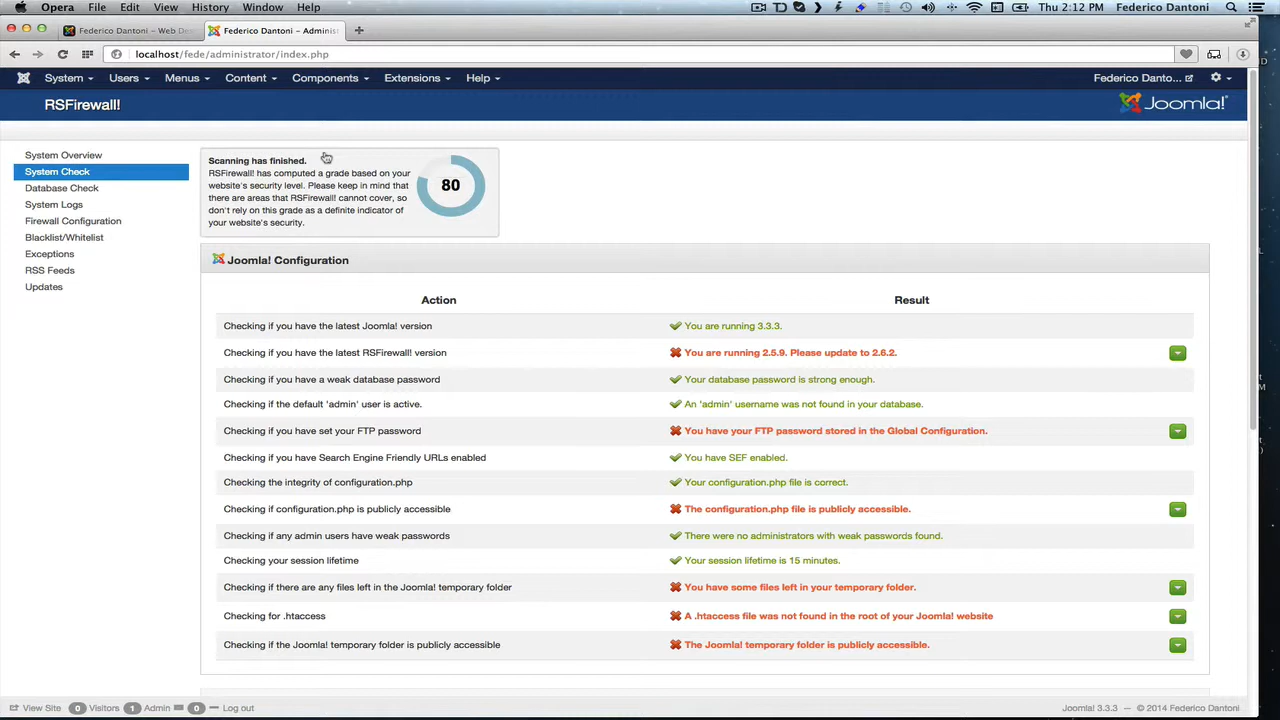 Opera File Edit View History Window Help Thu 2:12 PM Federico Dantoni
Federico Dantoni – Web De
Federico Dantoni – Administ
localhost/fede/administrator/index.php
System Users Menus Content Components Extensions Help Federico Danto...
RSFirewall! Joomla!®
System Overview
System Check
Database Check
System Logs
Firewall Configuration
Blacklist/Whitelist
Exceptions
RSS Feeds
Updates
Scanning has finished.
RSFirewall! has computed a grade based on your
website's security level. Please keep in mind that
there are areas that RSFirewall! cannot cover, so
don't rely on this grade as a definite indicator of
your website's security.
80
Joomla! Configuration
Action Result
Checking if you have the latest Joomla! version You are running 3.3.3.
Checking if you have the latest RSFirewall! version You are running 2.5.9. Please update to 2.6.2.
Checking if you have a weak database password Your database password is strong enough.
Checking if the default 'admin' user is active. An 'admin' username was not found in your database.
Checking if you have set your FTP password You have your FTP password stored in the Global Configuration.
Checking if you have Search Engine Friendly URLs enabled You have SEF enabled.
Checking the integrity of configuration.php Your configuration.php file is correct.
Checking if configuration.php is publicly accessible The configuration.php file is publicly accessible.
Checking if any admin users have weak passwords There were no administrators with weak passwords found.
Checking your session lifetime Your session lifetime is 15 minutes.
Checking if there are any files left in the Joomla! temporary folder You have some files left in your temporary folder.
Checking for .htaccess A .htaccess file was not found in the root of your Joomla! website
Checking if the Joomla! temporary folder is publicly accessible The Joomla! temporary folder is publicly accessible.
View Site 0 Visitors 1 Admin 0 Log out Joomla! 3.3.3 — © 2014 Federico Dantoni